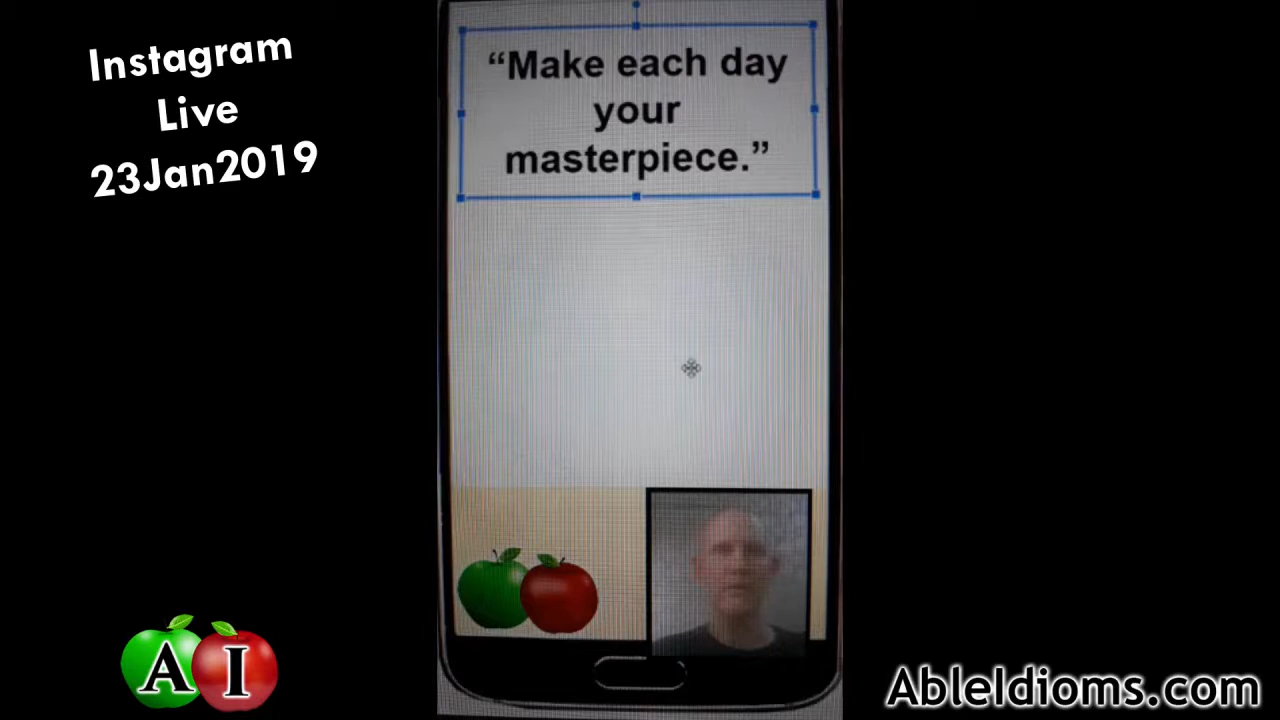 Instagram
Live
23Jan2019
“Make each day
your
masterpiece.”
AI
AbleIdioms.com